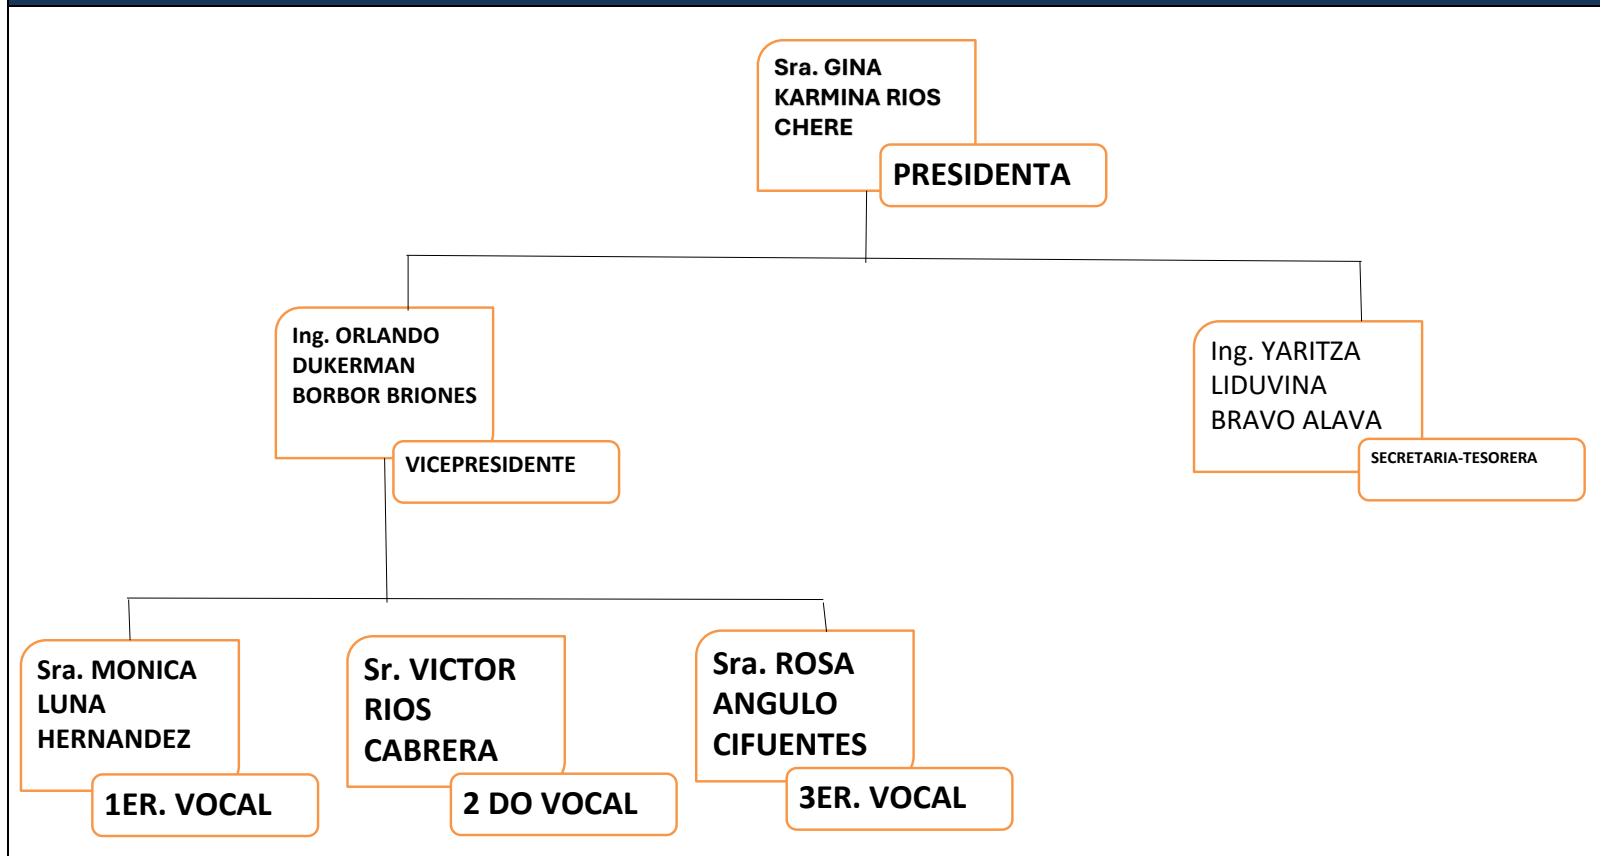 Sra. GINA
KARMINA RIOS
CHERE
PRESIDENTA
Ing. ORLANDO
DUKERMAN
BORBOR BRIONES
VICEPRESIDENTE
Ing. YARITZA
LIDUVINA
BRAVO ALAVA
SECRETARIA-TESORERA
Sra. MONICA
LUNA
HERNANDEZ
1ER. VOCAL
Sr. VICTOR
RIOS
CABRERA
2 DO VOCAL
Sra. ROSA
ANGULO
CIFUENTES
3ER. VOCAL